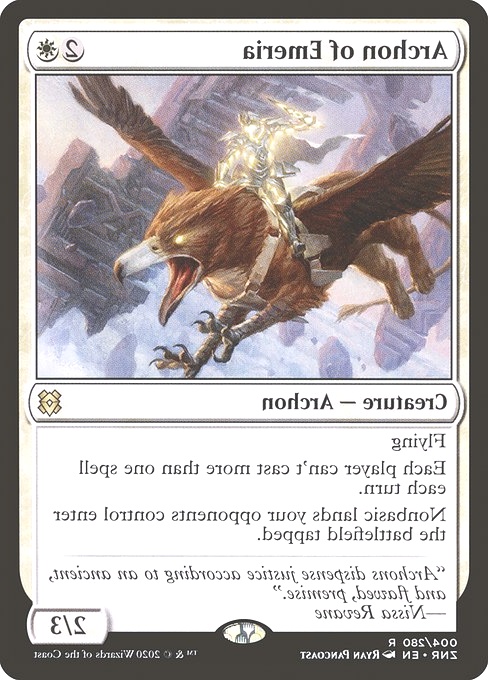 Archon of Emeria 2
Creature — Archon
Flying
Each player can't cast more than one spell
each turn.
Nonbasic lands your opponents control enter
the battlefield tapped.
"Archons dispense justice according to an ancient,
and flawed, premise."
—Nissa Revane
2/3
004/280 R
ZNR • EN RYAN PANCOAST
™ & © 2020 Wizards of the Coast